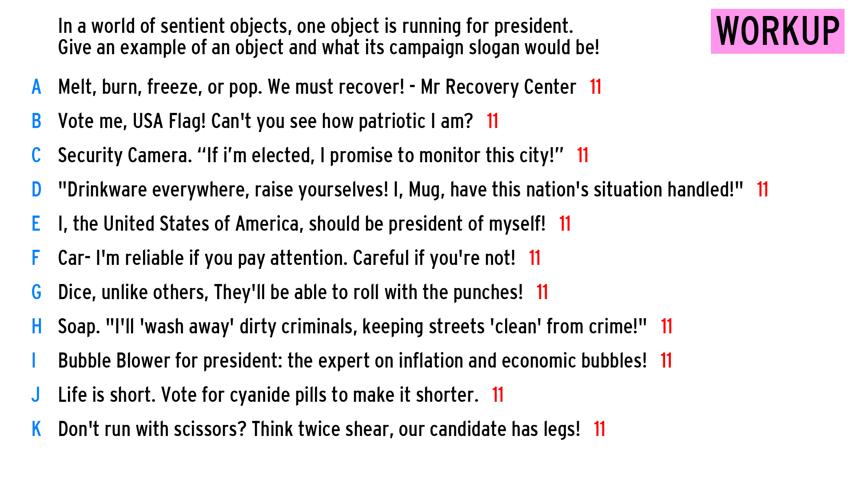 In a world of sentient objects, one object is running for president.
Give an example of an object and what its campaign slogan would be!
WORKUP
A Melt, burn, freeze, or pop. We must recover! - Mr Recovery Center 11
B Vote me, USA Flag! Can't you see how patriotic I am? 11
C Security Camera. “If i’m elected, I promise to monitor this city!” 11
D "Drinkware everywhere, raise yourselves! I, Mug, have this nation's situation handled!" 11
E I, the United States of America, should be president of myself! 11
F Car- I'm reliable if you pay attention. Careful if you're not! 11
G Dice, unlike others, They'll be able to roll with the punches! 11
H Soap. "I'll 'wash away' dirty criminals, keeping streets 'clean' from crime!" 11
I Bubble Blower for president: the expert on inflation and economic bubbles! 11
J Life is short. Vote for cyanide pills to make it shorter. 11
K Don't run with scissors? Think twice shear, our candidate has legs! 11